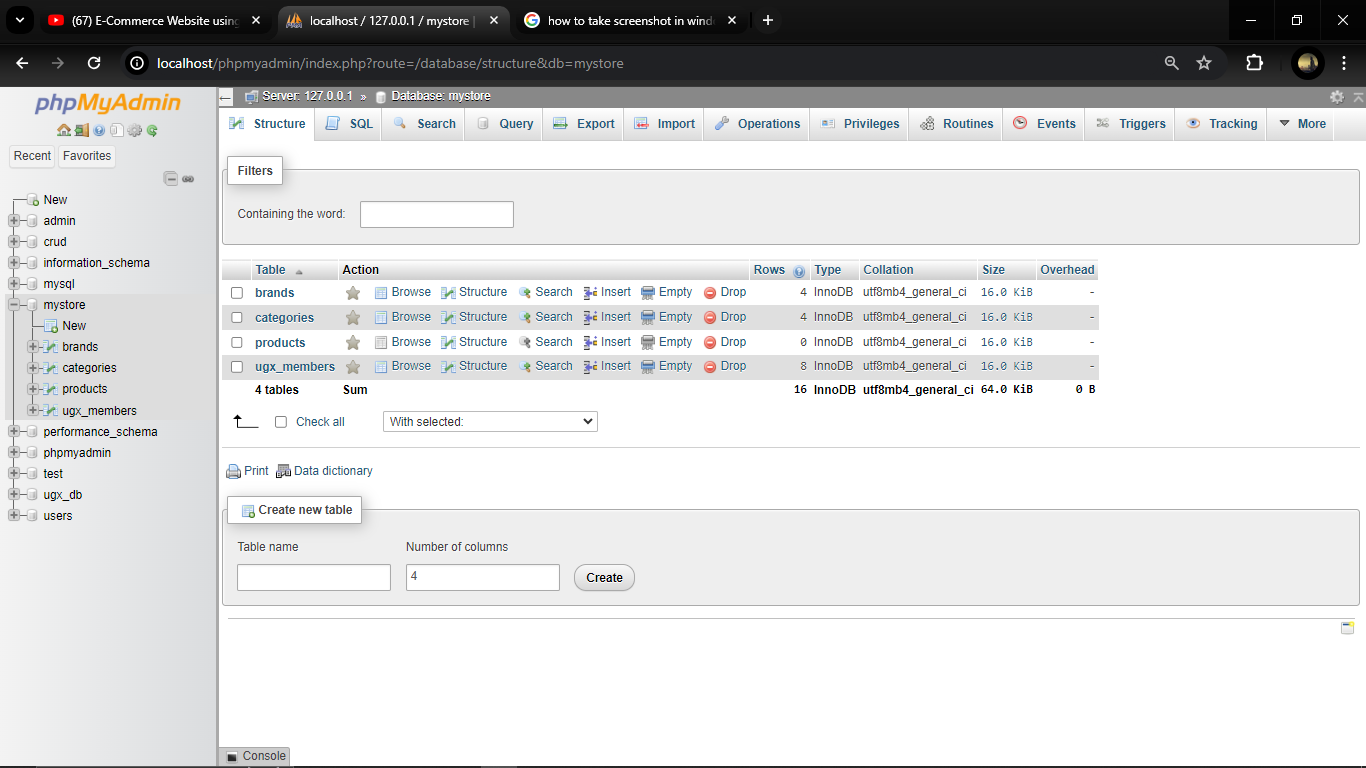 (67) E-Commerce Website using
localhost / 127.0.0.1 / mystore |
how to take screenshot in wind
localhost/phpmyadmin/index.php?route=/database/structure&db=mystore
phpMyAdmin
Recent Favorites
New
admin
crud
information_schema
mysql
mystore
New
brands
categories
products
ugx_members
performance_schema
phpmyadmin
test
ugx_db
users
Server: 127.0.0.1 » Database: mystore
Structure SQL Search Query Export Import Operations Privileges Routines Events Triggers Tracking More
Filters
Containing the word:
Table Action Rows Type Collation Size Overhead
brands Browse Structure Search Insert Empty Drop 4 InnoDB utf8mb4_general_ci 16.0 KiB -
categories Browse Structure Search Insert Empty Drop 4 InnoDB utf8mb4_general_ci 16.0 KiB -
products Browse Structure Search Insert Empty Drop 0 InnoDB utf8mb4_general_ci 16.0 KiB -
ugx_members Browse Structure Search Insert Empty Drop 8 InnoDB utf8mb4_general_ci 16.0 KiB -
4 tables Sum 16 InnoDB utf8mb4_general_ci 64.0 KiB 0 B
Check all With selected:
Print Data dictionary
Create new table
Table name Number of columns
4 Create
Console